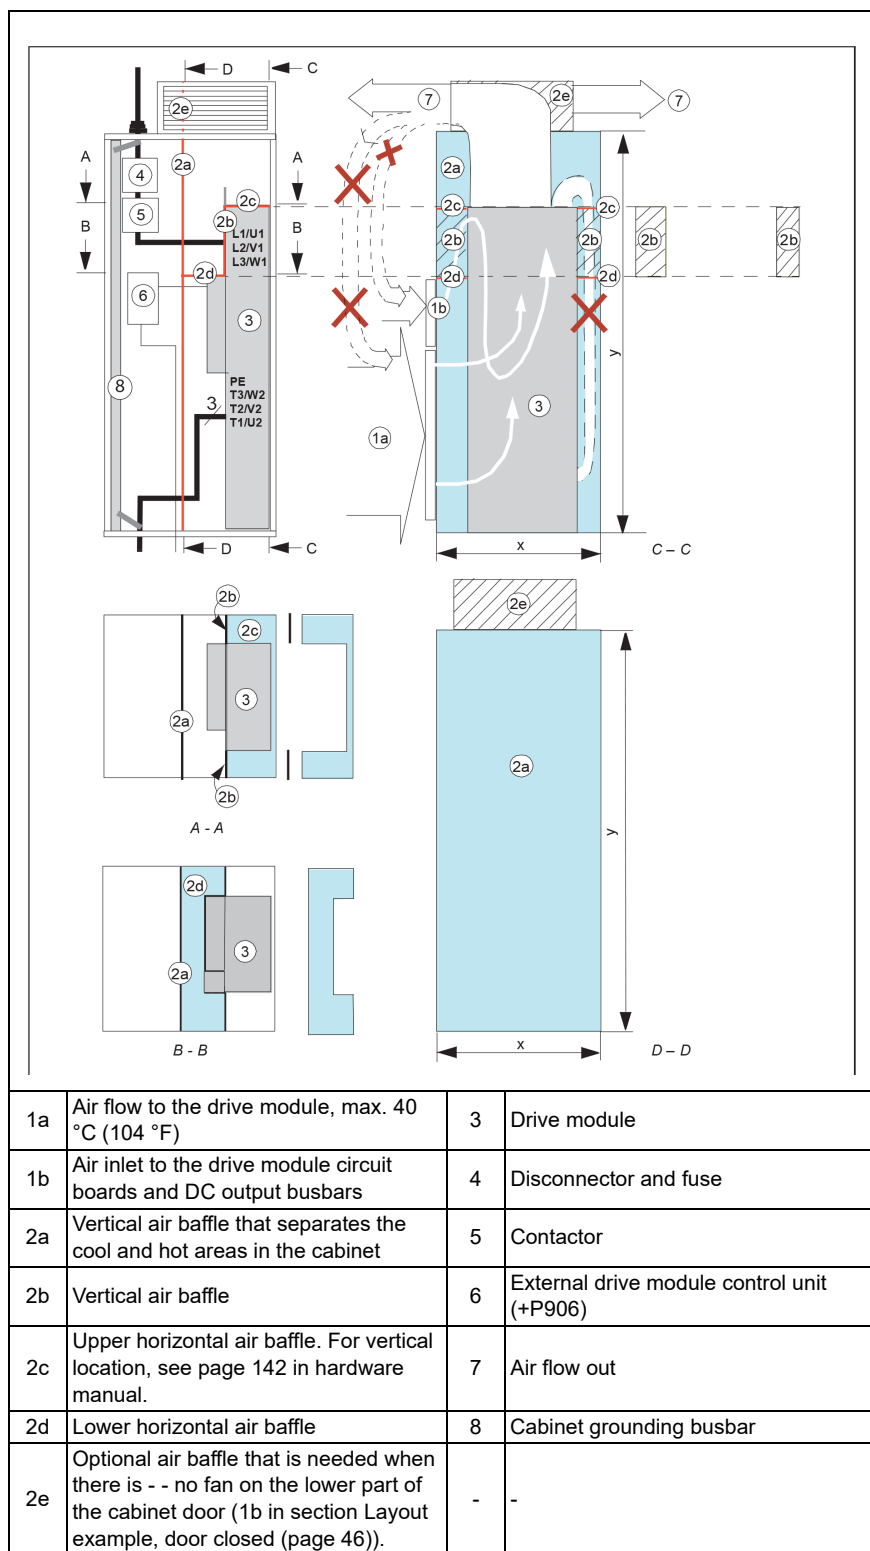 D
C
2e
7
2e
7
A
2a
A
2a
4
2c
2c
2c
5
2b
B
L1/U1
B
2b
2b
2b
2b
L2/V1
L3/W1
2d
2d
2d
6
1b
3
y
8
PE
T3/W2
3
T2/V2
T1/U2
3
1a
D
C
x
C – C
2b
2e
2c
3
2a
2a
2b
y
A - A
2d
3
2a
B - B
x
D – D
1a Air flow to the drive module, max. 40
°C (104 °F)
3 Drive module
1b Air inlet to the drive module circuit
boards and DC output busbars
4 Disconnector and fuse
2a Vertical air baffle that separates the
cool and hot areas in the cabinet
5 Contactor
2b Vertical air baffle
6 External drive module control unit
(+P906)
2c Upper horizontal air baffle. For vertical
location, see page 142 in hardware
manual.
7 Air flow out
2d Lower horizontal air baffle
8 Cabinet grounding busbar
2e Optional air baffle that is needed when
there is - - no fan on the lower part of
the cabinet door (1b in section Layout
example, door closed (page 46)).
- -